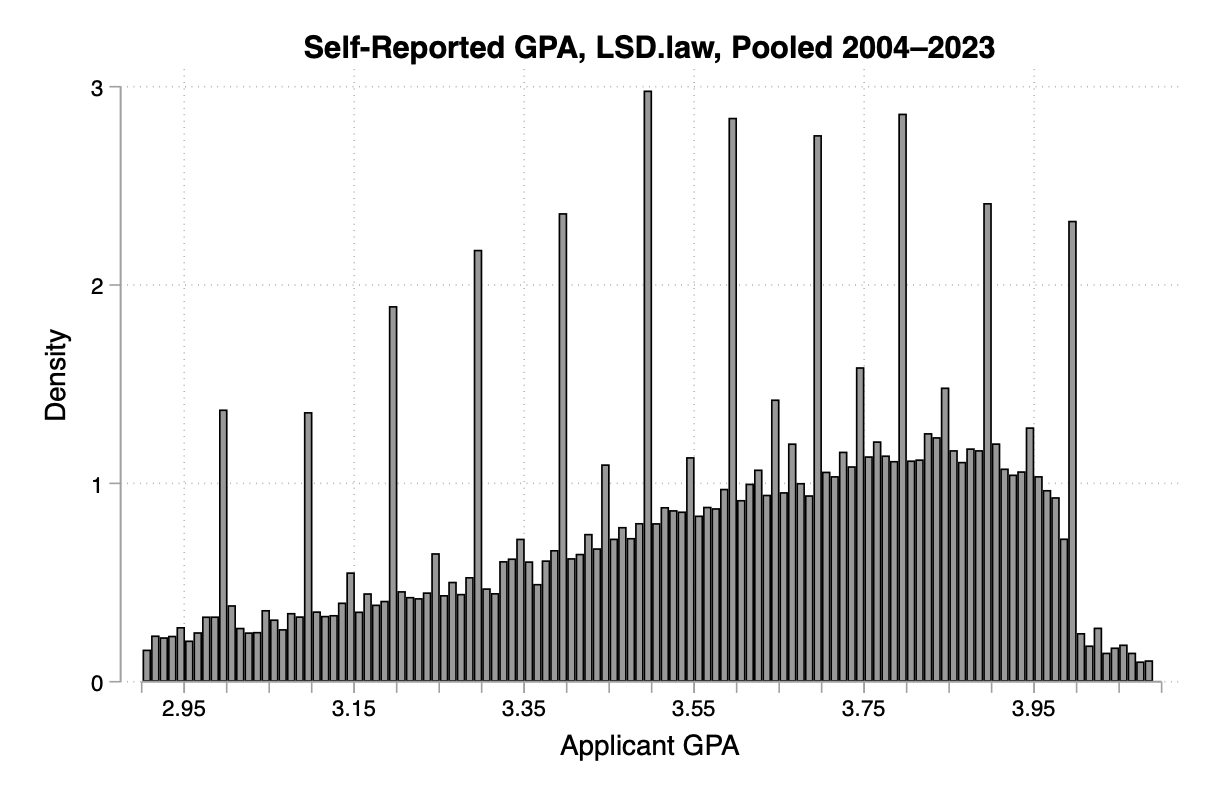 Self-Reported GPA, LSD.law, Pooled 2004–2023
3
2
1
0
Density
2.95 3.15 3.35 3.55 3.75 3.95
Applicant GPA